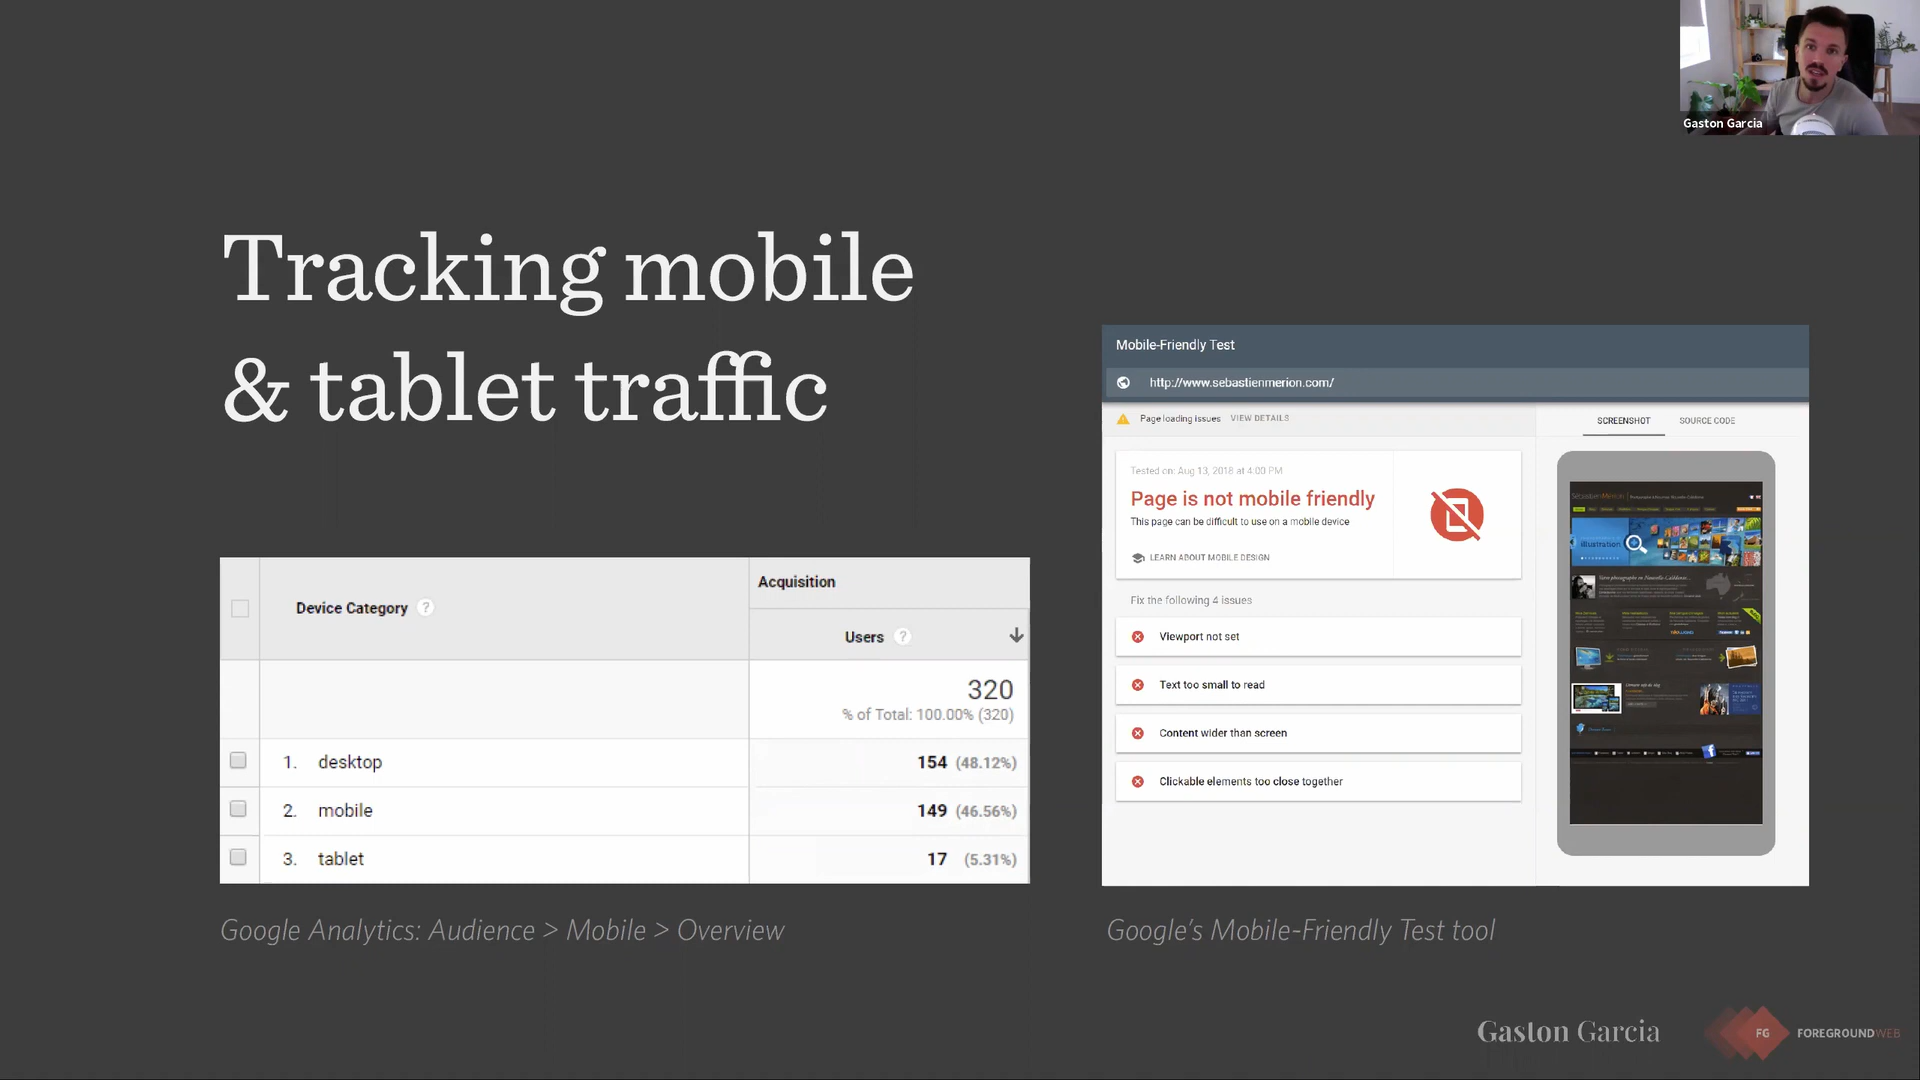 Gaston Garcia
Tracking mobile
& tablet traffic
Device Category ?
Acquisition
Users ?
320
% of Total: 100.00% (320)
1. desktop 154 (48.12%)
2. mobile 149 (46.56%)
3. tablet 17 (5.31%)
Google Analytics: Audience > Mobile > Overview
Mobile-Friendly Test
http://www.sebastienmerion.com/
Page loading issues VIEW DETAILS
SCREENSHOT SOURCE CODE
Tested on: Aug 13, 2018 at 4:00 PM
Page is not mobile friendly
This page can be difficult to use on a mobile device
LEARN ABOUT MOBILE DESIGN
Fix the following 4 issues
Viewport not set
Text too small to read
Content wider than screen
Clickable elements too close together
illustration
Google’s Mobile-Friendly Test tool
Gaston Garcia
FG FOREGROUNDWEB